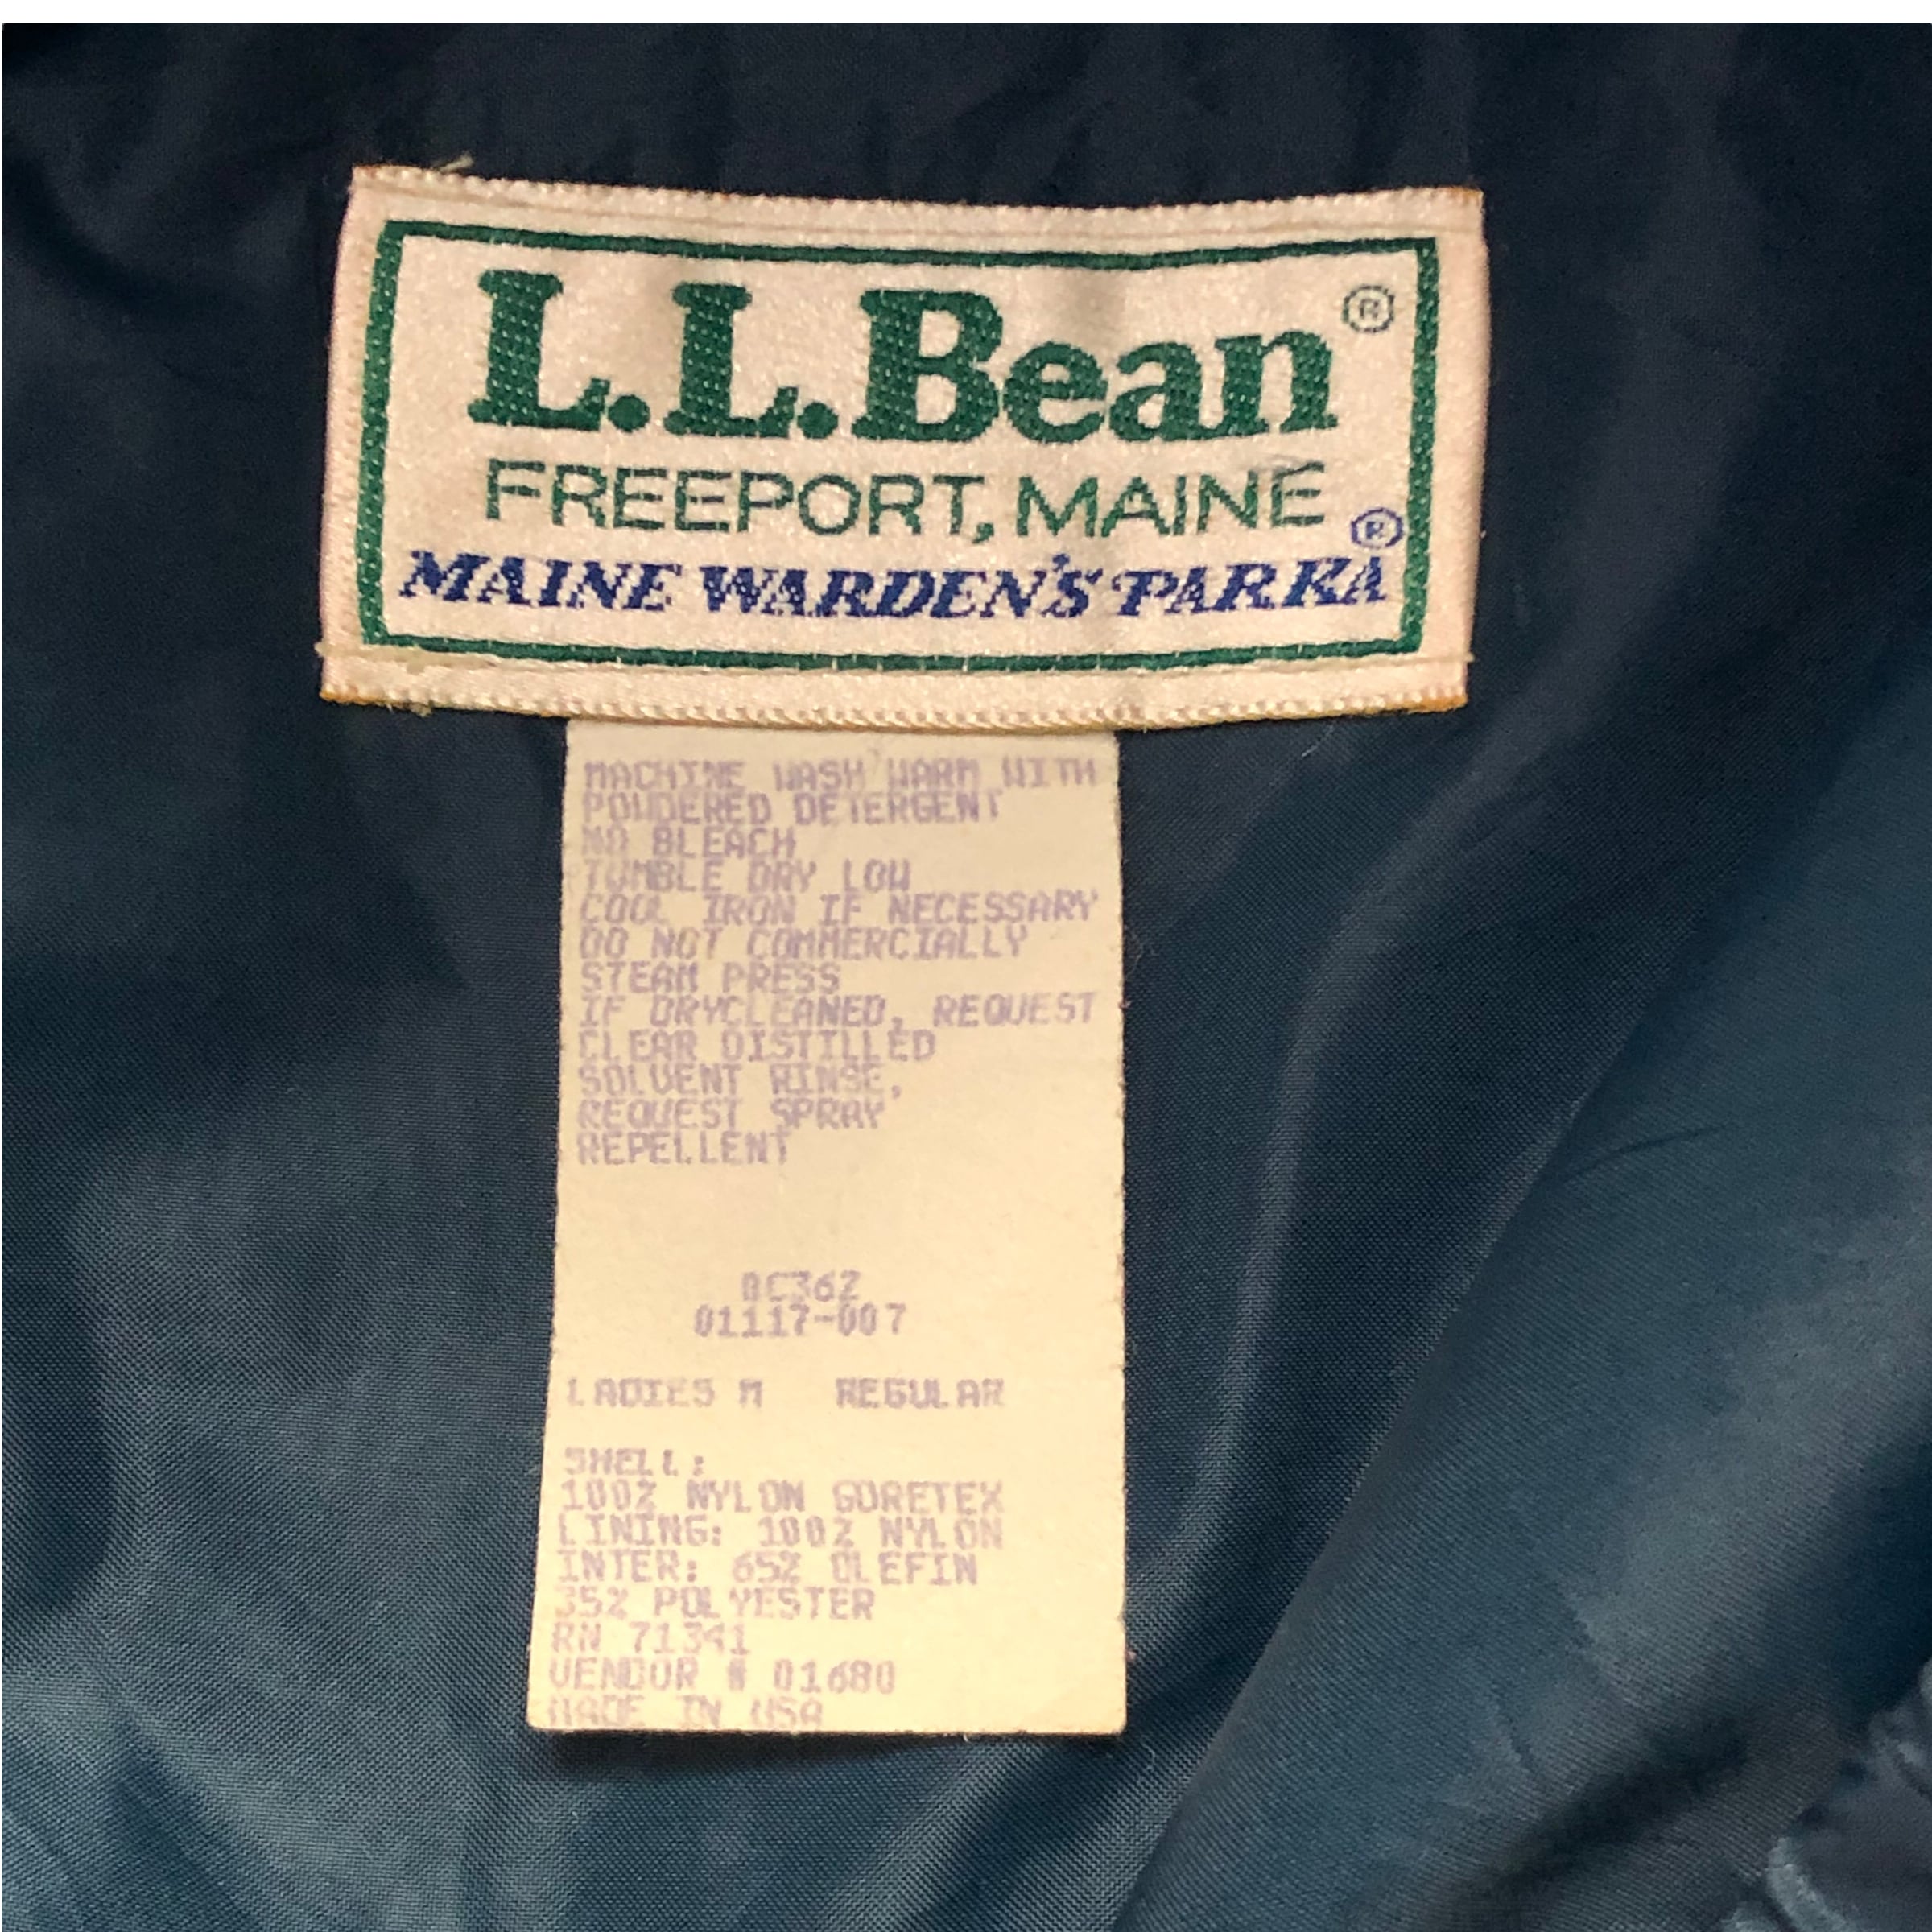 L.L.Bean®
FREEPORT, MAINE
MAINE WARDEN'S PARKA®
MACHINE WASH WARM WITH
POWDERED DETERGENT
NO BLEACH
TUMBLE DRY LOW
COOL IRON IF NECESSARY
DO NOT COMMERCIALLY
STEAM PRESS
IF DRYCLEANED, REQUEST
CLEAR DISTILLED
SOLVENT RINSE,
REQUEST SPRAY
REPELLENT
01117-007
LADIES M REGULAR
SHELL:
100% NYLON GORETEX
LINING: 100% NYLON
INTER: 65% OLEFIN
35% POLYESTER
RN 71341
VENDOR # 01680
MADE IN USA